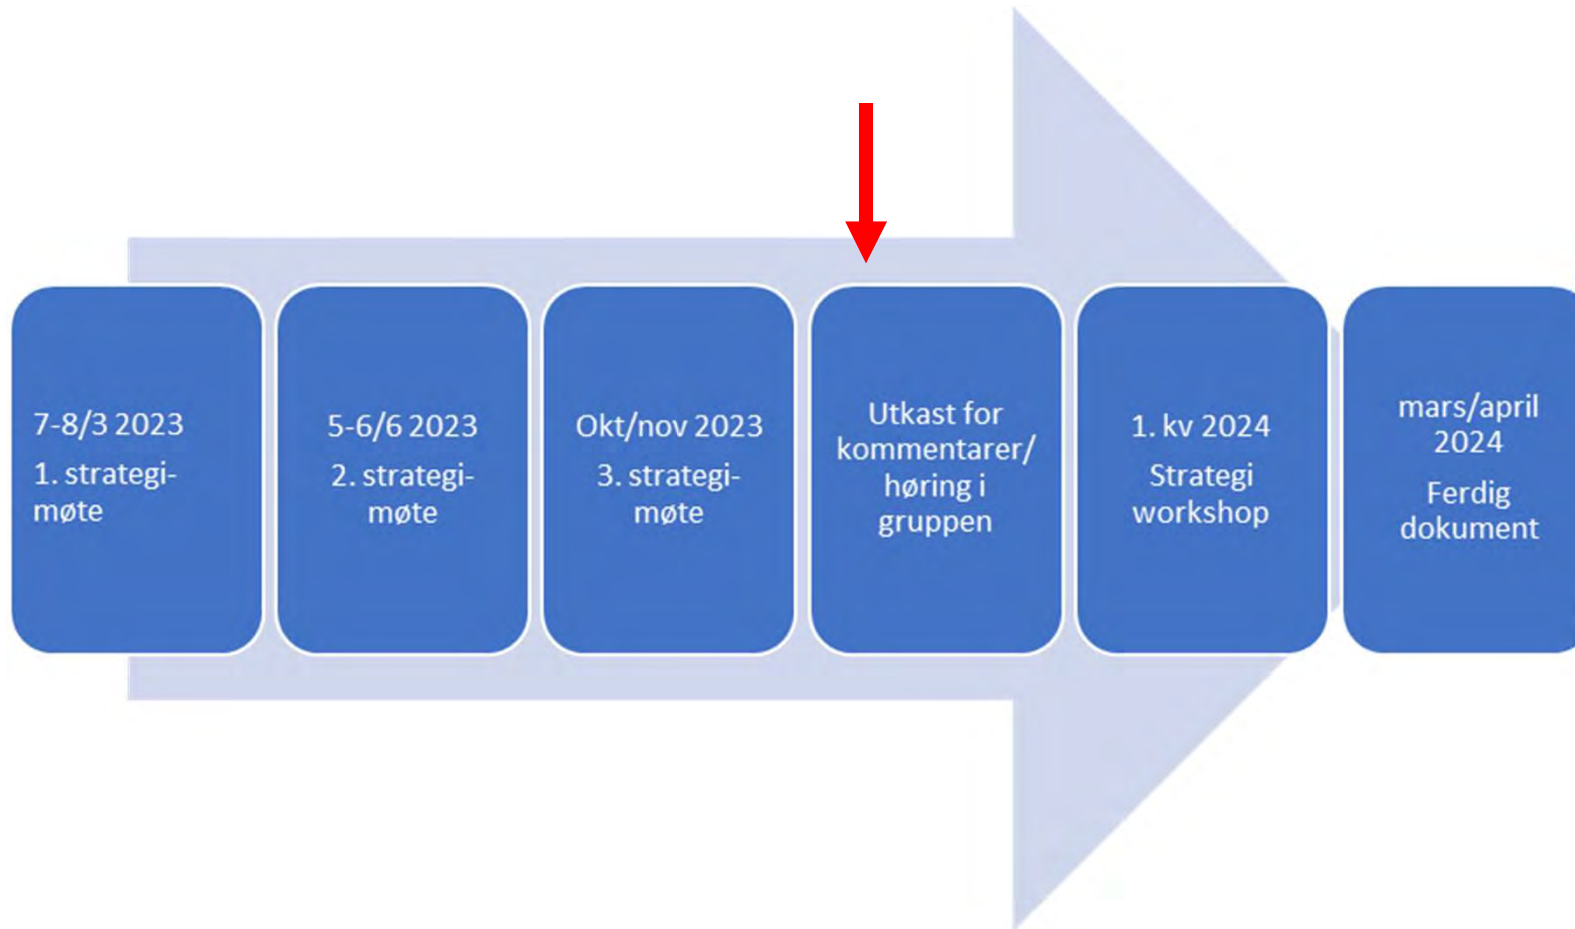 7-8/3 2023
1. strategi-
møte
5-6/6 2023
2. strategi-
møte
Okt/nov 2023
3. strategi-
møte
Utkast for
kommentarer/
høring i
gruppen
1. kv 2024
Strategi
workshop
mars/april
2024
Ferdig
dokument